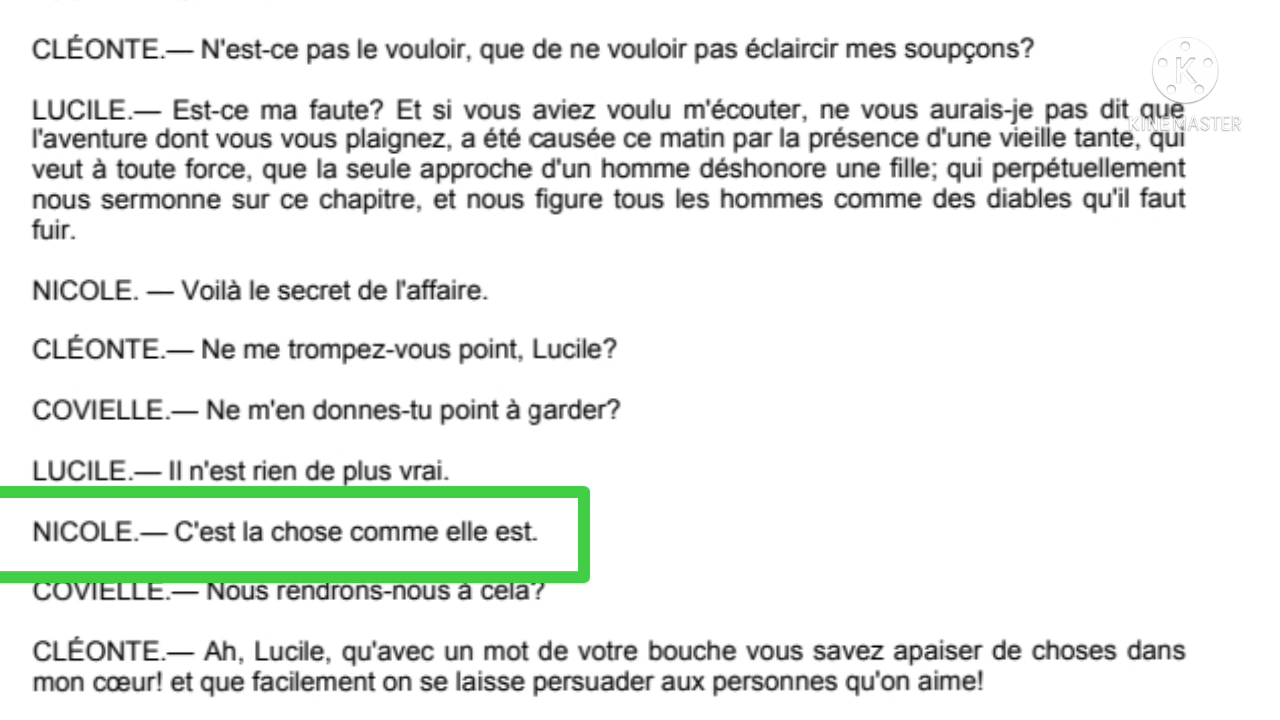 CLÉONTE.— N'est-ce pas le vouloir, que de ne vouloir pas éclaircir mes soupçons?
LUCILE.— Est-ce ma faute? Et si vous aviez voulu m'écouter, ne vous aurais-je pas dit que
l'aventure dont vous vous plaignez, a été causée ce matin par la présence d'une vieille tante, qui
veut à toute force, que la seule approche d'un homme déshonore une fille; qui perpétuellement
nous sermonne sur ce chapitre, et nous figure tous les hommes comme des diables qu'il faut
fuir.
NICOLE. — Voilà le secret de l'affaire.
CLÉONTE.— Ne me trompez-vous point, Lucile?
COVIELLE.— Ne m'en donnes-tu point à garder?
LUCILE.— Il n'est rien de plus vrai.
NICOLE.— C'est la chose comme elle est.
COVIELLE.— Nous rendrons-nous à cela?
CLÉONTE.— Ah, Lucile, qu'avec un mot de votre bouche vous savez apaiser de choses dans
mon cœur! et que facilement on se laisse persuader aux personnes qu'on aime!
K
KINEMASTER